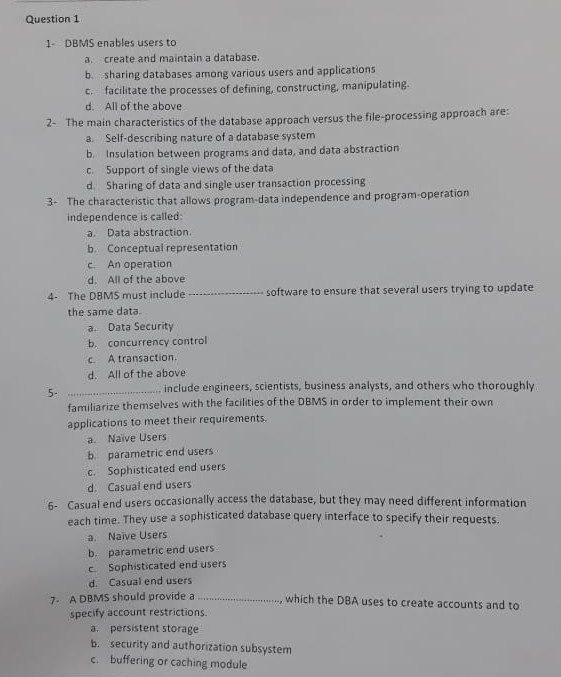 Question 1
1- DBMS enables users to
a. create and maintain a database.
b. sharing databases among various users and applications
c. facilitate the processes of defining, constructing, manipulating.
d. All of the above
2- The main characteristics of the database approach versus the file-processing approach are:
a. Self-describing nature of a database system
b. Insulation between programs and data, and data abstraction
c. Support of single views of the data
d. Sharing of data and single user transaction processing
3- The characteristic that allows program-data independence and program-operation
independence is called:
a. Data abstraction.
b. Conceptual representation
c. An operation
d. All of the above
4- The DBMS must include ---------------------- software to ensure that several users trying to update
the same data.
a. Data Security
b. concurrency control
c. A transaction.
d. All of the above
5- ................................ include engineers, scientists, business analysts, and others who thoroughly
familiarize themselves with the facilities of the DBMS in order to implement their own
applications to meet their requirements.
a. Naive Users
b. parametric end users
c. Sophisticated end users
d. Casual end users
6- Casual end users occasionally access the database, but they may need different information
each time. They use a sophisticated database query interface to specify their requests.
a. Naive Users
b. parametric end users
c. Sophisticated end users
d. Casual end users
7- A DBMS should provide a ............................, which the DBA uses to create accounts and to
specify account restrictions.
a. persistent storage
b. security and authorization subsystem
c. buffering or caching module